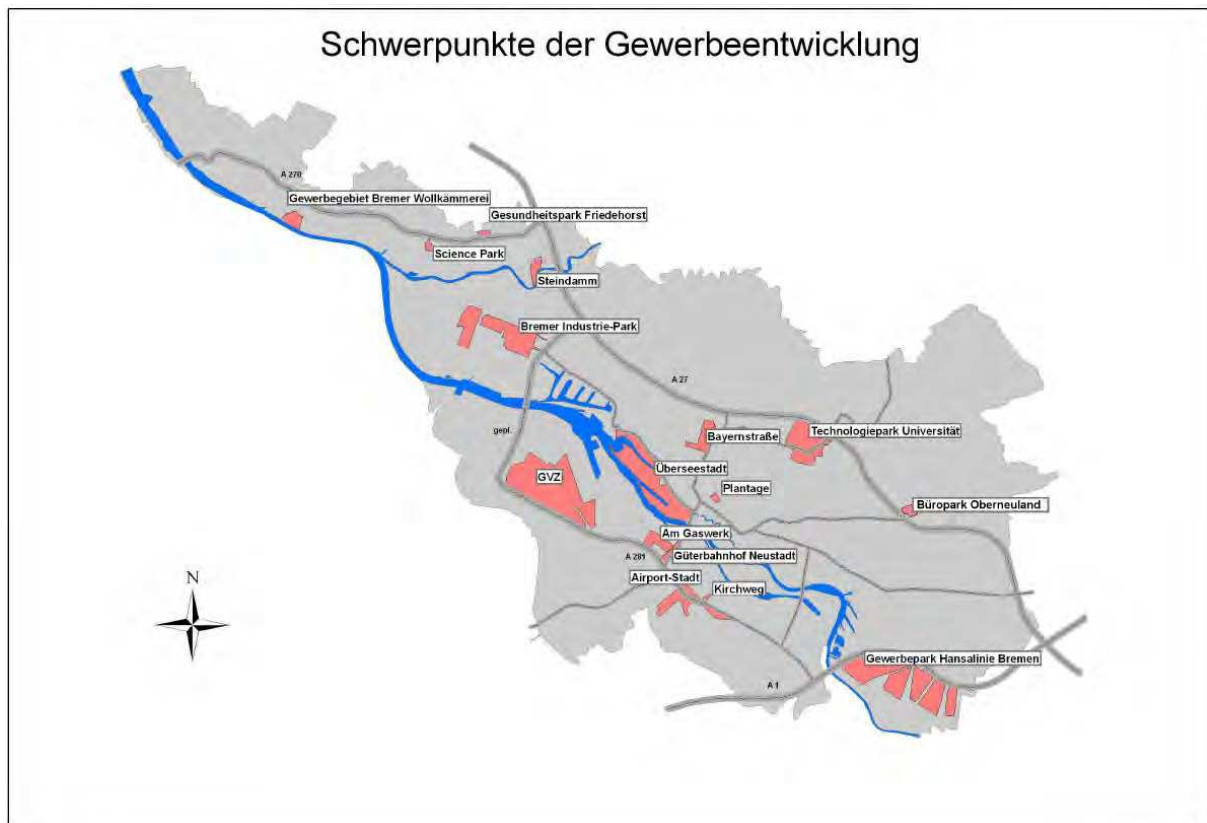 Schwerpunkte der Gewerbeentwicklung
A 270
Gewerbegebiet Bremer Wollkämmerei
Gesundheitspark Friedehorst
Science Park
Steindamm
Bremer Industrie-Park
A 27
gepl.
Bayernstraße
Technologiepark Universität
Überseestadt
GVZ
Plantage
Büropark Oberneuland
Am Gaswerk
A 281
Güterbahnhof Neustadt
Airport-Stadt
Kirchweg
N
Gewerbepark Hansalinie Bremen
A 1